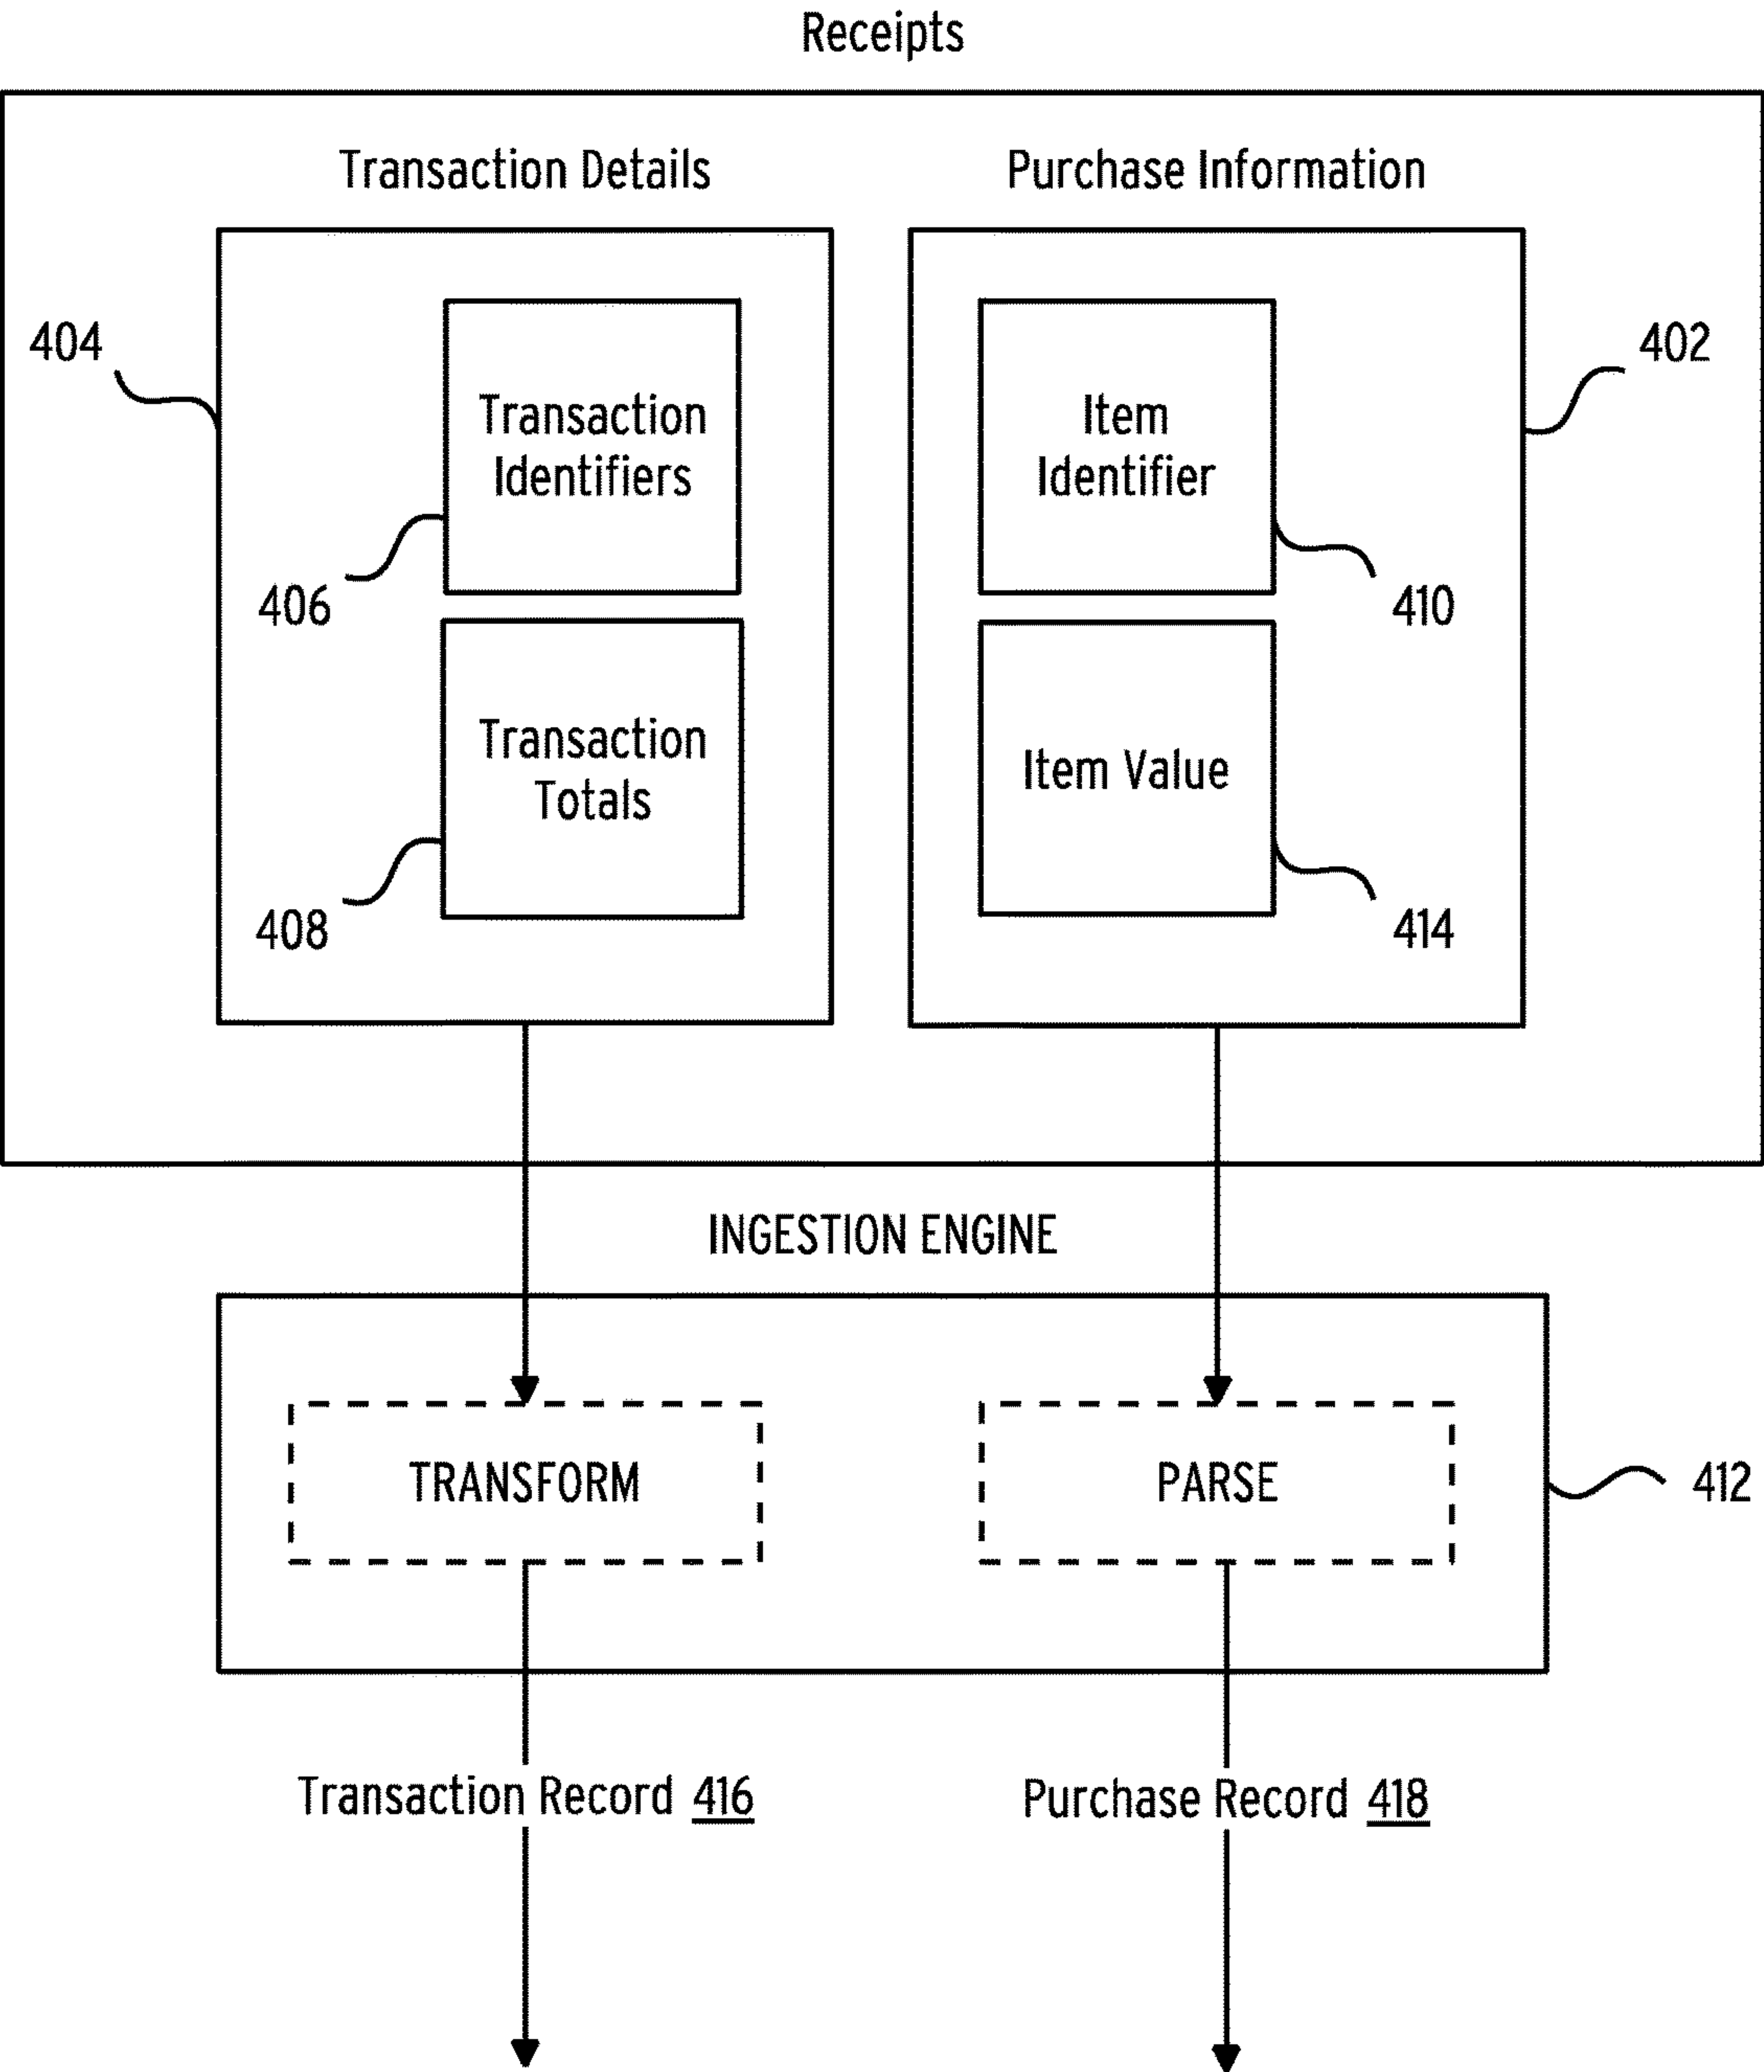 Receipts
Transaction Details
Purchase Information
404
402
Transaction
Identifiers
Item
Identifier
406
410
Transaction
Totals
Item Value
408
414
INGESTION ENGINE
TRANSFORM
PARSE
412
Transaction Record 416
Purchase Record 418